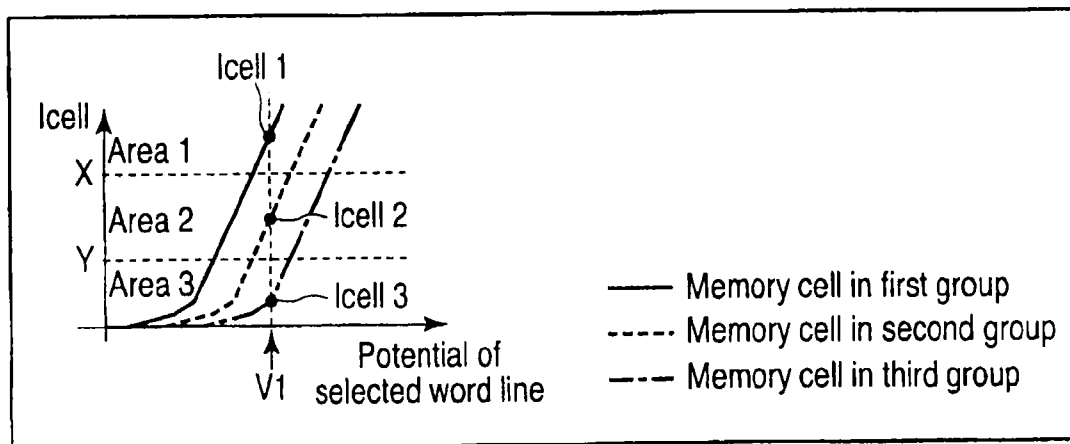 Icell 1
Icell
Area 1
X
Area 2
Icell 2
Y
Area 3
Icell 3
Potential of
selected word line
V1
Memory cell in first group
Memory cell in second group
Memory cell in third group